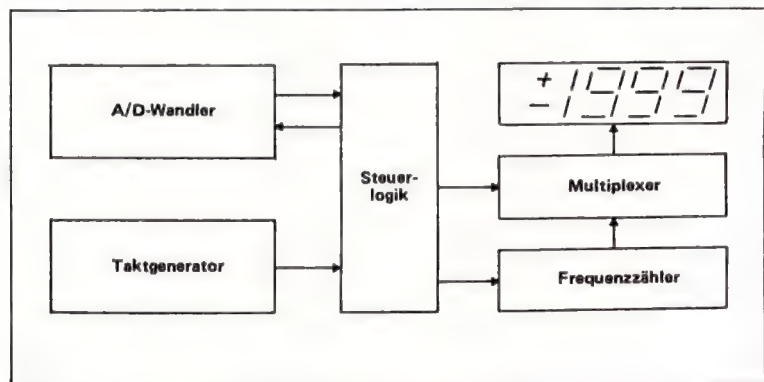 A/D-Wandler
+
− 1999
Steuer-
logik
Multiplexer
Taktgenerator
Frequenzzähler